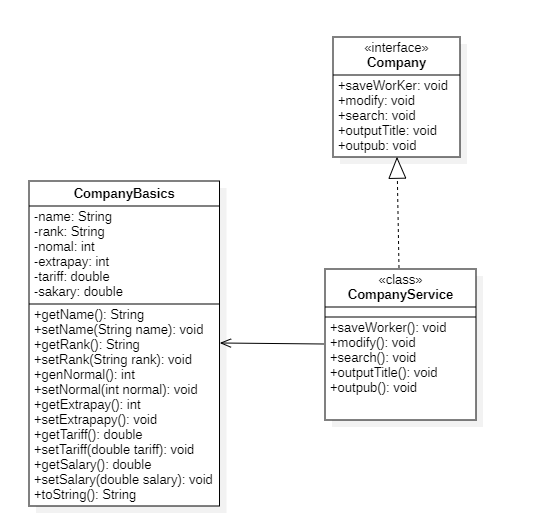 «interface»
Company
+saveWorKer: void
+modify: void
+search: void
+outputTitle: void
+outpub: void
CompanyBasics
-name: String
-rank: String
-nomal: int
-extrapay: int
-tariff: double
-sakary: double
+getName(): String
+setName(String name): void
+getRank(): String
+setRank(String rank): void
+genNormal(): int
+setNormal(int normal): void
+getExtrapay(): int
+setExtrapapy(): void
+getTariff(): double
+setTariff(double tariff): void
+getSalary(): double
+setSalary(double salary): void
+toString(): String
«class»
CompanyService
+saveWorker(): void
+modify(): void
+search(): void
+outputTitle(): void
+outpub(): void